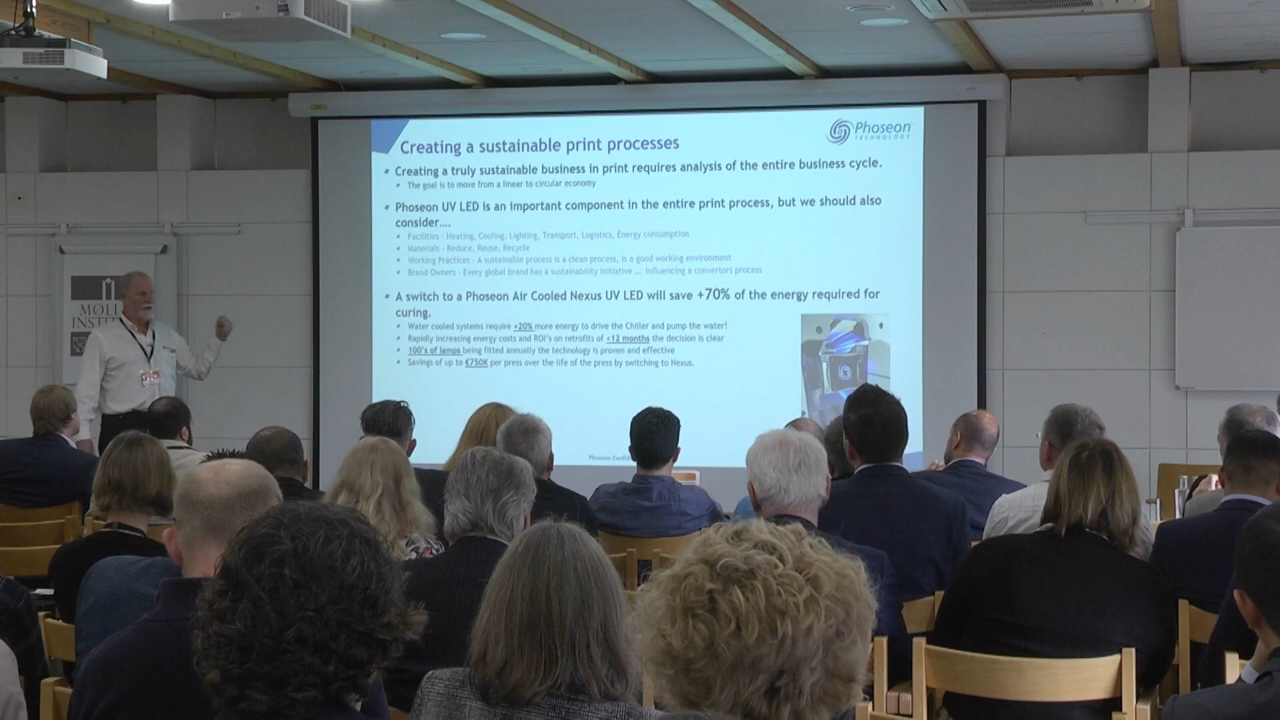 Phoseon
TECHNOLOGY
Creating a sustainable print processes
Creating a truly sustainable business in print requires analysis of the entire business cycle.
The goal is to move from a linear to circular economy
Phoseon UV LED is an important component in the entire print process, but we should also
consider....
Facilities - Heating, Cooling, Lighting, Transport, Logistics, Energy consumption
Materials - Reduce, Reuse, Recycle
Working Practices - A sustainable process is a clean process, is a good working environment
Brand Owners - Every global brand has a sustainability initiative .... influencing a convertors process
A switch to a Phoseon Air Cooled Nexus UV LED will save +70% of the energy required for
curing.
Water cooled systems require +20% more energy to drive the Chiller and pump the water!
Rapidly increasing energy costs and ROI's on retrofits of <12 months the decision is clear
100's of lamps being fitted annually the technology is proven and effective
Savings of up to €750K per press over the life of the press by switching to Nexus.
Phoseon
MØLL
INSTIT